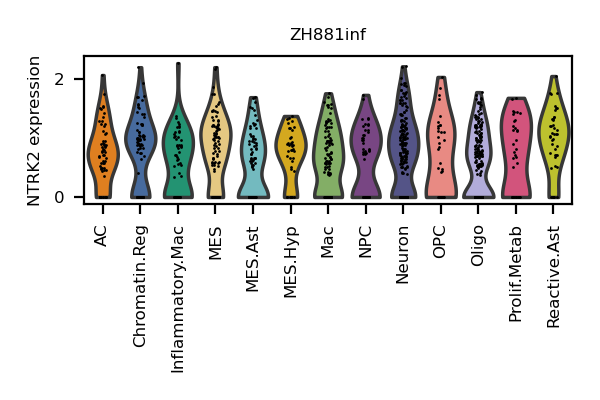 ZH881inf
NTRK2 expression
2
0
AC
Chromatin.Reg
Inflammatory.Mac
MES
MES.Ast
MES.Hyp
Mac
NPC
Neuron
OPC
Oligo
Prolif.Metab
Reactive.Ast